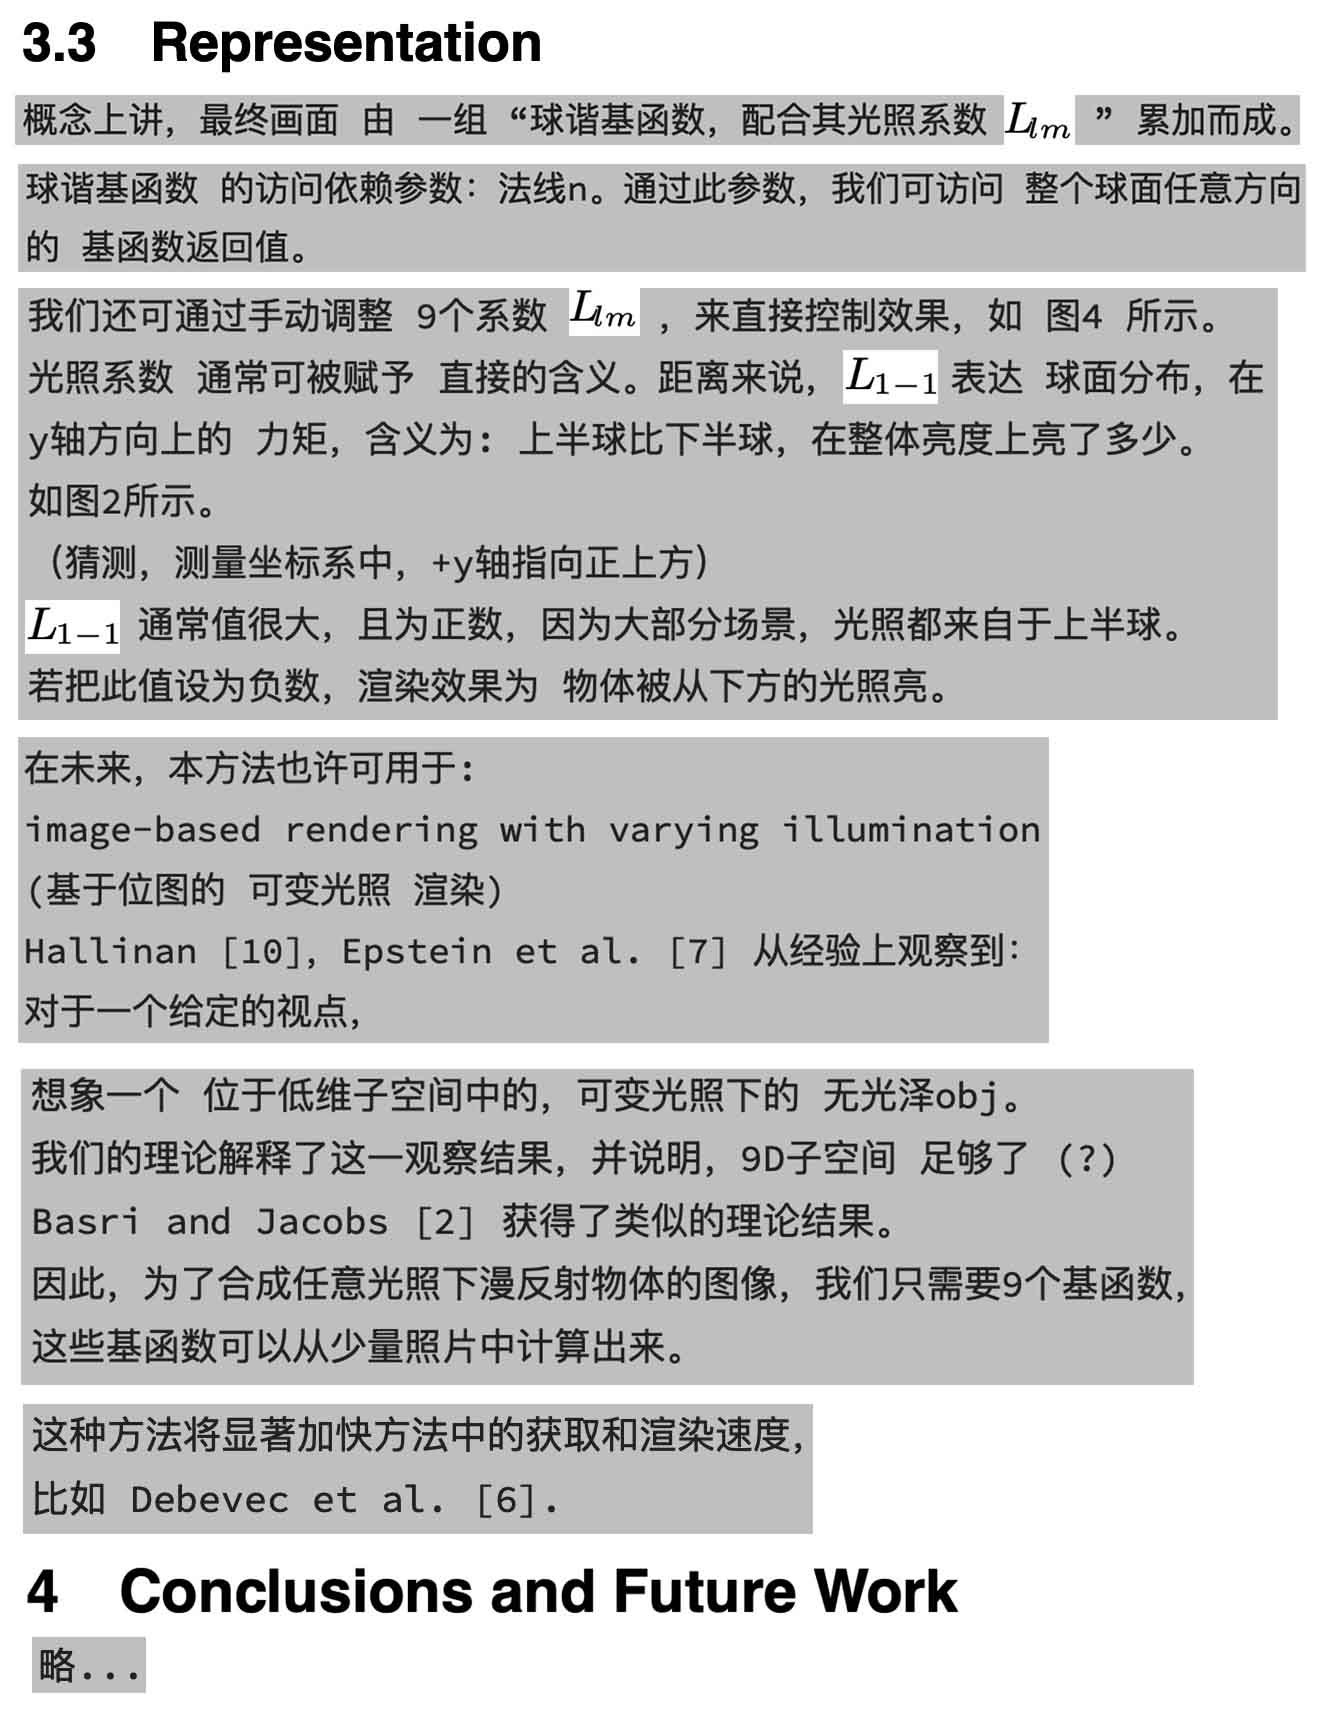 3.3 Representation
概念上讲，最终画面 由 一组 “球谐基函数，配合其光照系数 L_{lm} ” 累加而成。
球谐基函数 的访问依赖参数：法线n。通过此参数，我们可访问 整个球面任意方向
的 基函数返回值。
我们还可通过手动调整 9个系数 L_{lm} ，来直接控制效果，如 图4 所示。
光照系数 通常可被赋予 直接的含义。距离来说， L_{1-1} 表达 球面分布，在
y轴方向上的 力矩，含义为: 上半球比下半球，在整体亮度上亮了多少。
如图2所示。
（猜测，测量坐标系中，+y轴指向正上方）
L_{1-1} 通常值很大，且为正数，因为大部分场景，光照都来自于上半球。
若把此值设为负数，渲染效果为 物体被从下方的光照亮。
在未来，本方法也许可用于:
image-based rendering with varying illumination
(基于位图的 可变光照 渲染)
Hallinan [10], Epstein et al. [7] 从经验上观察到：
对于一个给定的视点，
想象一个 位于低维子空间中的，可变光照下的 无光泽obj。
我们的理论解释了这一观察结果，并说明，9D子空间 足够了 (?)
Basri and Jacobs [2] 获得了类似的理论结果。
因此，为了合成任意光照下漫反射物体的图像，我们只需要9个基函数，
这些基函数可以从少量照片中计算出来。
这种方法将显著加快方法中的获取和渲染速度，
比如 Debevec et al. [6].
4 Conclusions and Future Work
略...